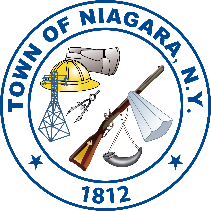 TOWN OF NIAGARA, N.Y.
1812